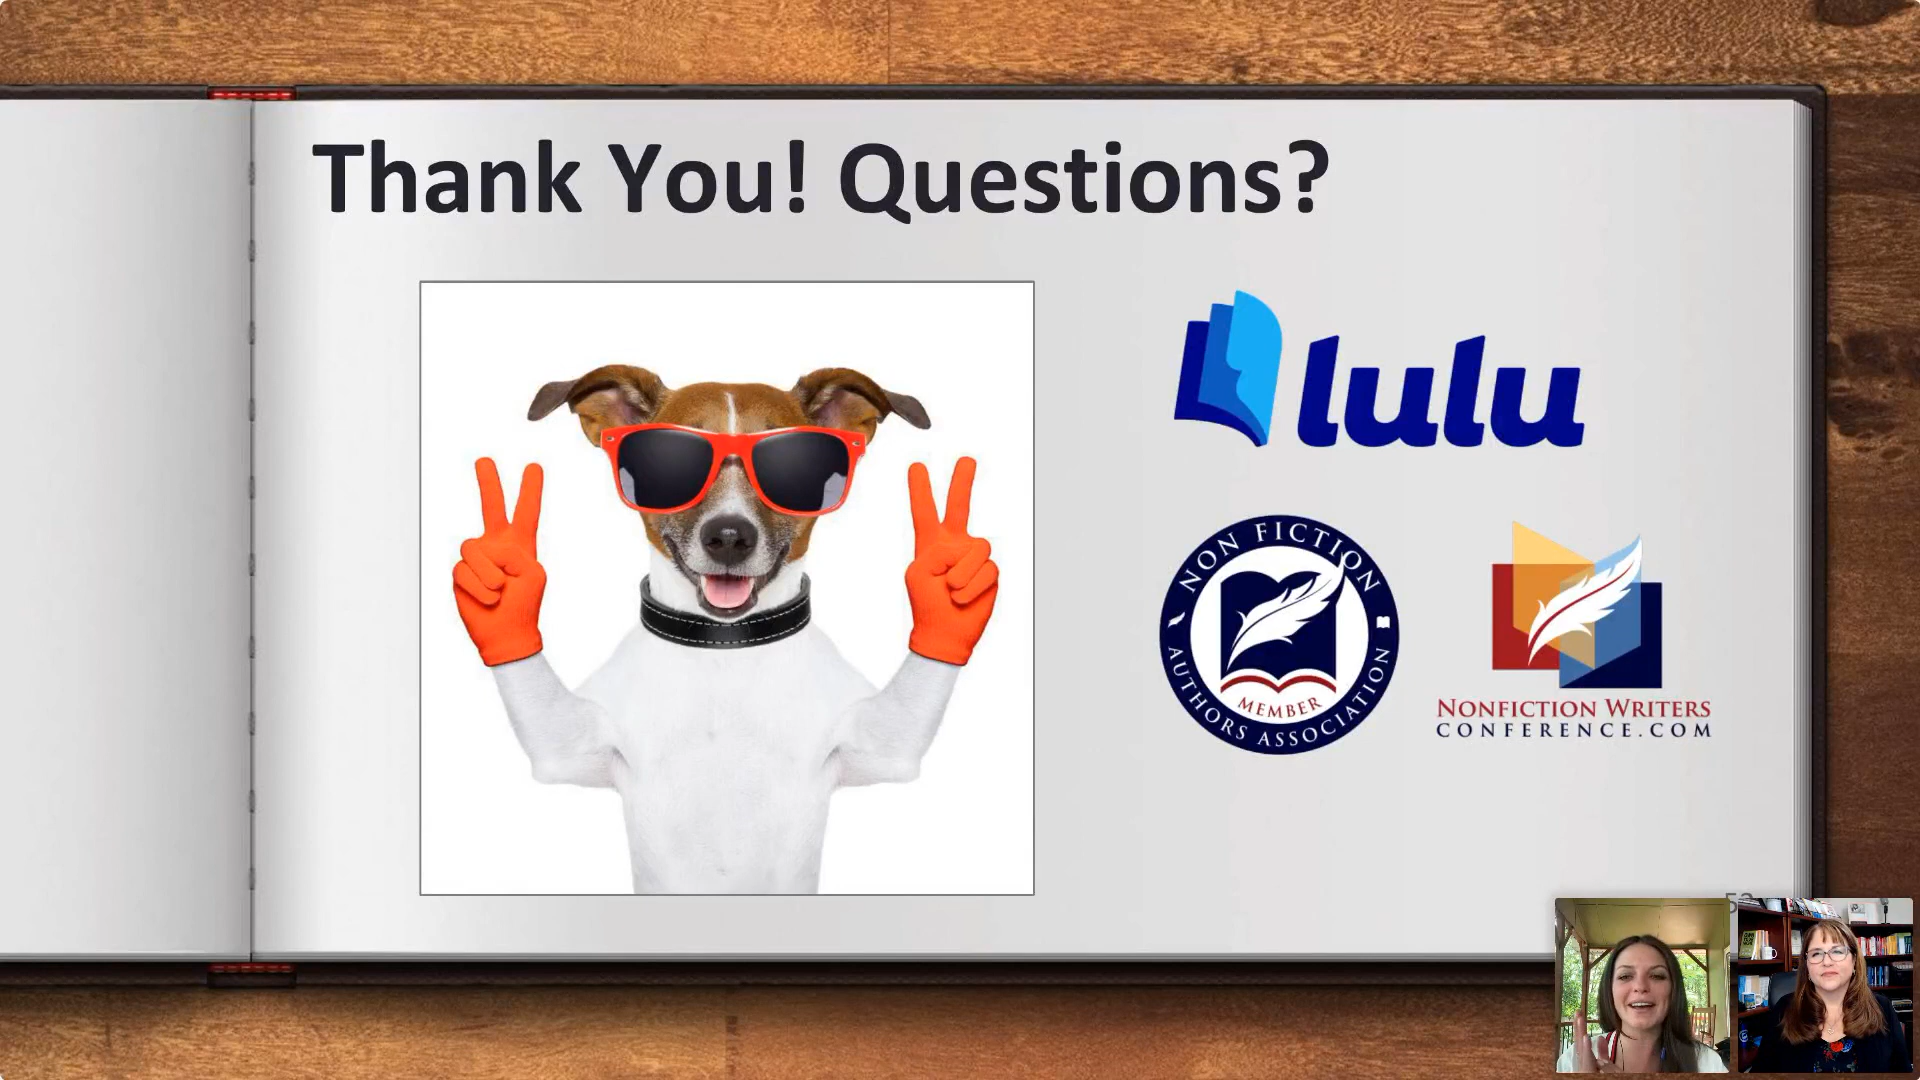 Thank You! Questions?
lulu
NON FICTION
AUTHORS ASSOCIATION
MEMBER
NONFICTION WRITERS
CONFERENCE.COM